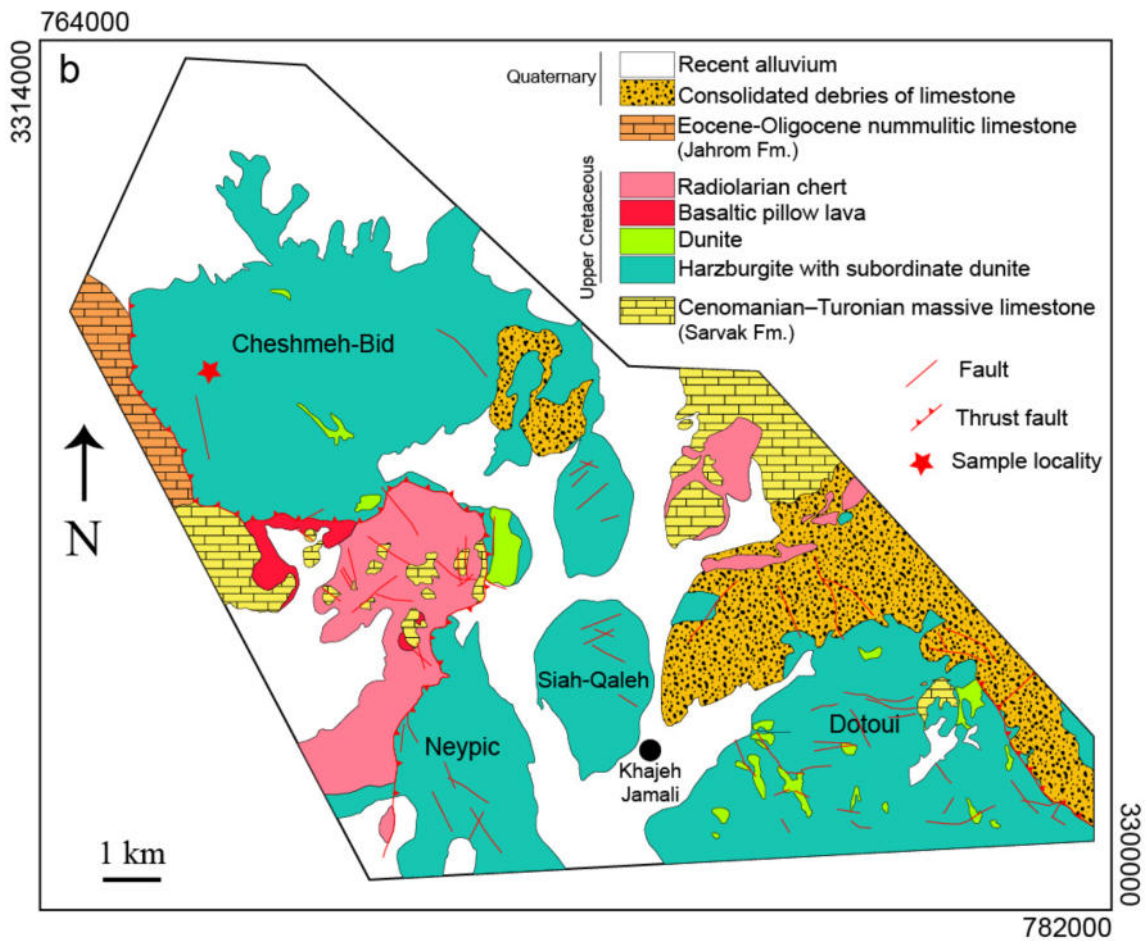 764000
3314000
b
Quaternary
Recent alluvium
Consolidated debries of limestone
Eocene-Oligocene nummulitic limestone
(Jahrom Fm.)
Upper Cretaceous
Radiolarian chert
Basaltic pillow lava
Dunite
Harzburgite with subordinate dunite
Cenomanian–Turonian massive limestone
(Sarvak Fm.)
Fault
Thrust fault
Sample locality
Cheshmeh-Bid
N
Siah-Qaleh
Neypic
Dotoui
Khajeh
Jamali
1 km
3300000
782000